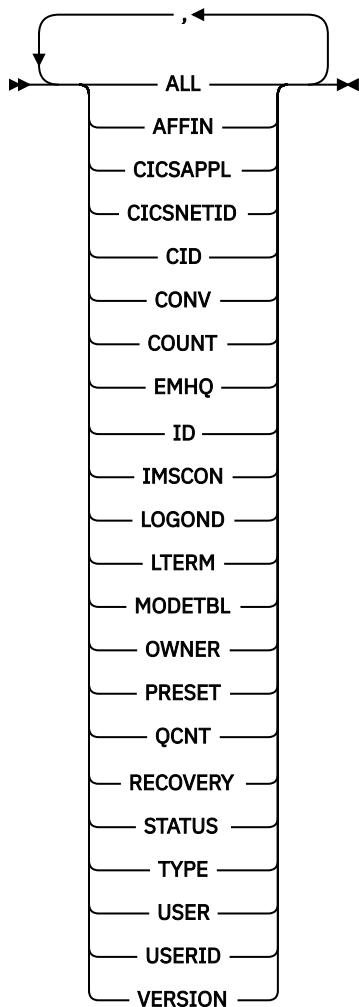 ,
ALL
AFFIN
CICSAPPL
CICSNETID
CID
CONV
COUNT
EMHQ
ID
IMSCON
LOGOND
LTERM
MODETBL
OWNER
PRESET
QCNT
RECOVERY
STATUS
TYPE
USER
USERID
VERSION